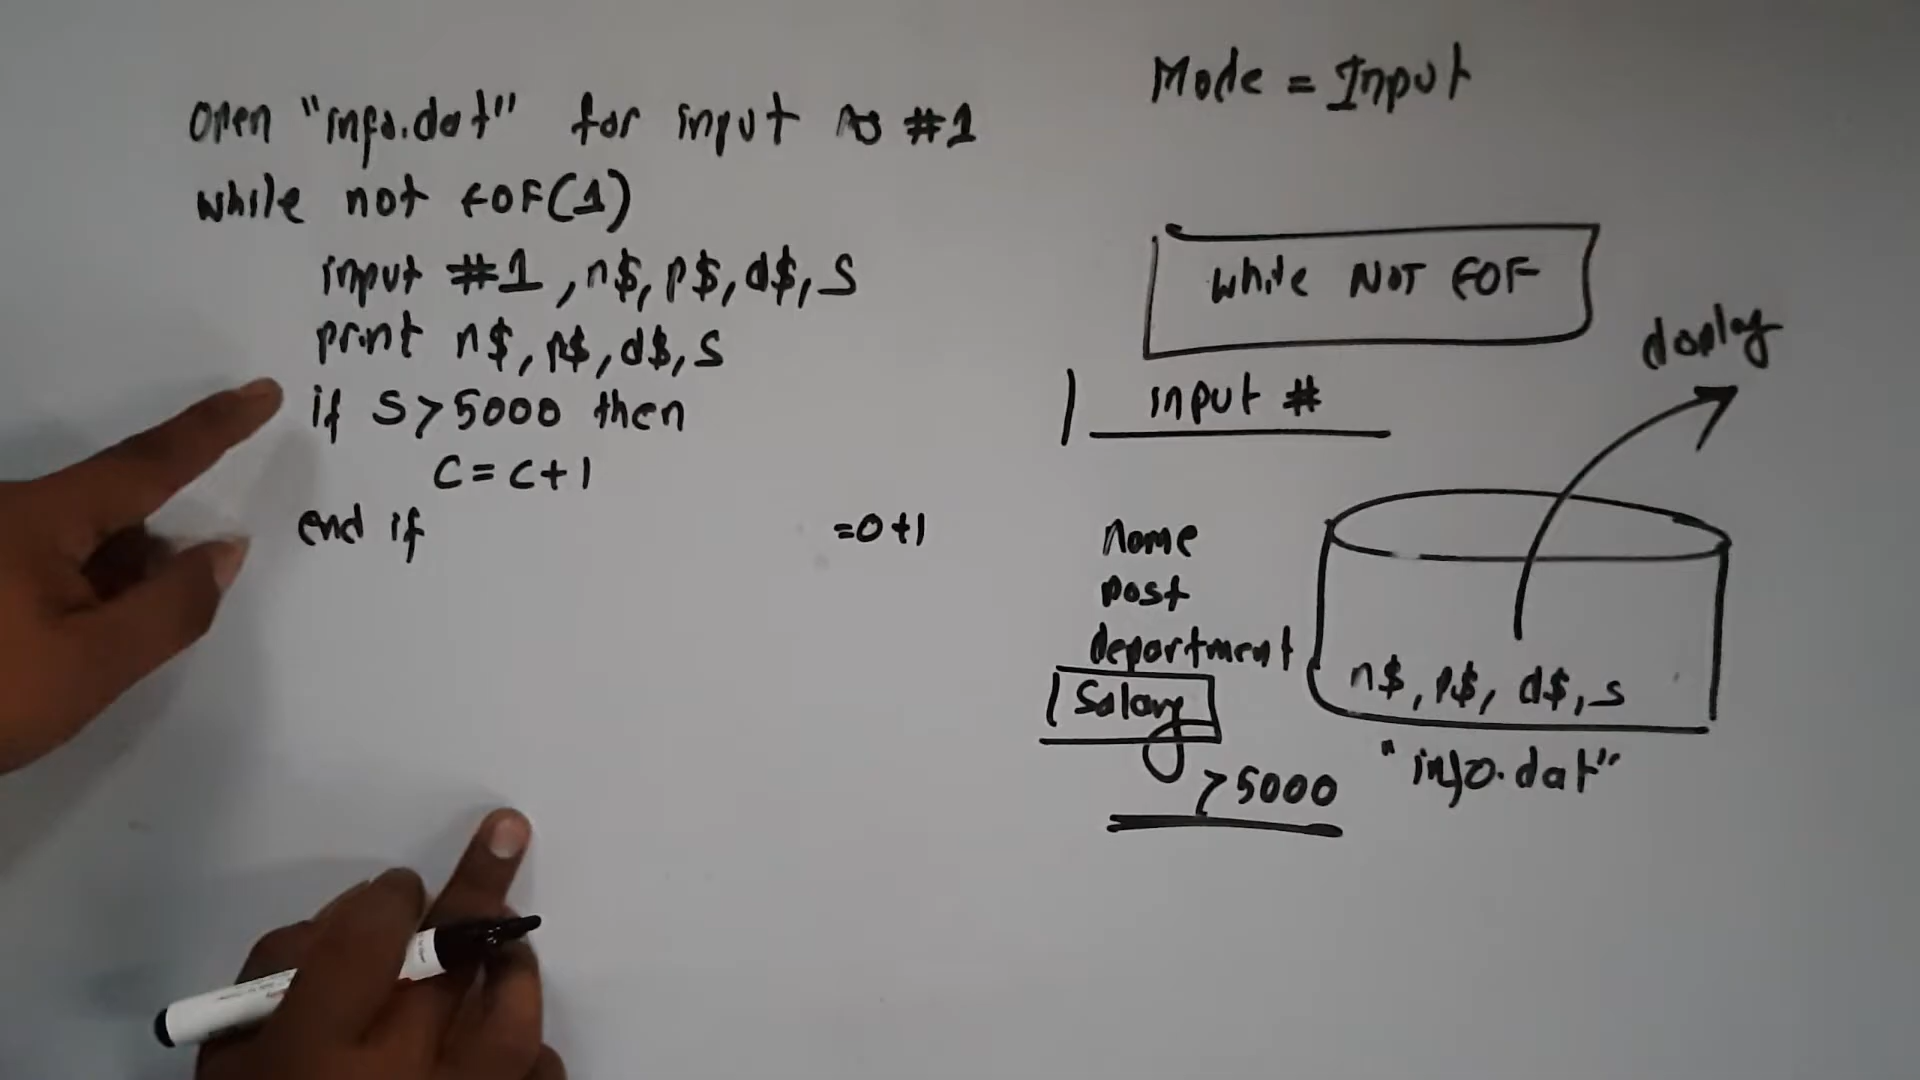 open "info.dat" for input as #1
while not EOF(1)
input #1, n$, p$, d$, s
print n$, p$, d$, s
if s>5000 then
c = c+1
end if
=0+1
Mode = Input
while NOT EOF
input #
display
name
post
department
Salary
>5000
n$, p$, d$, s
"info.dat"